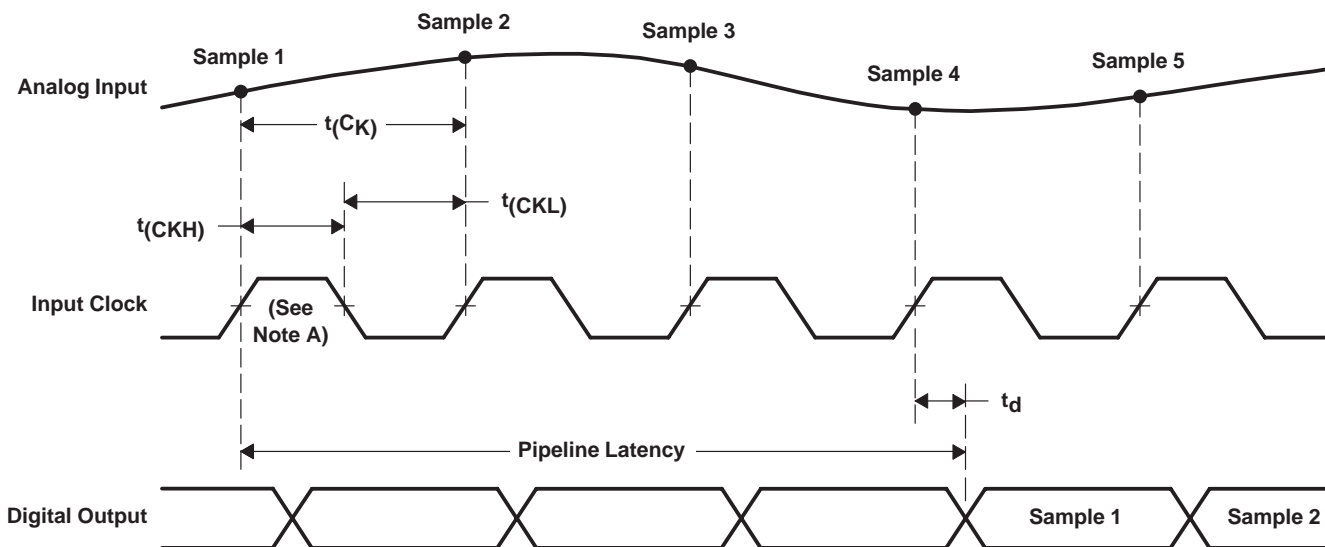 Sample 1
Sample 2
Sample 3
Sample 4
Sample 5
Analog Input
t(CK)
t(CKL)
t(CKH)
Input Clock
(See
Note A)
td
Pipeline Latency
Digital Output
Sample 1
Sample 2